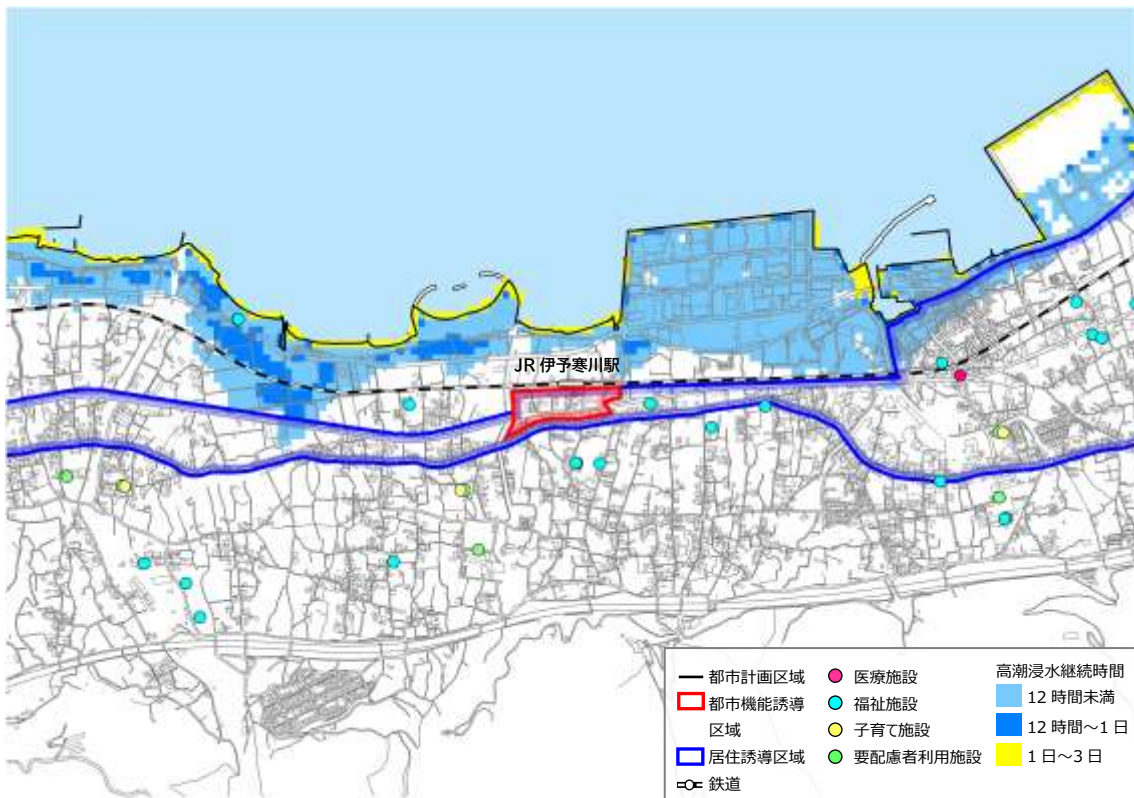 JR 伊予寒川駅
都市計画区域
都市機能誘導
区域
居住誘導区域
鉄道
医療施設
福祉施設
子育て施設
要配慮者利用施設
高潮浸水継続時間
12 時間未満
12 時間～1 日
1 日～3 日